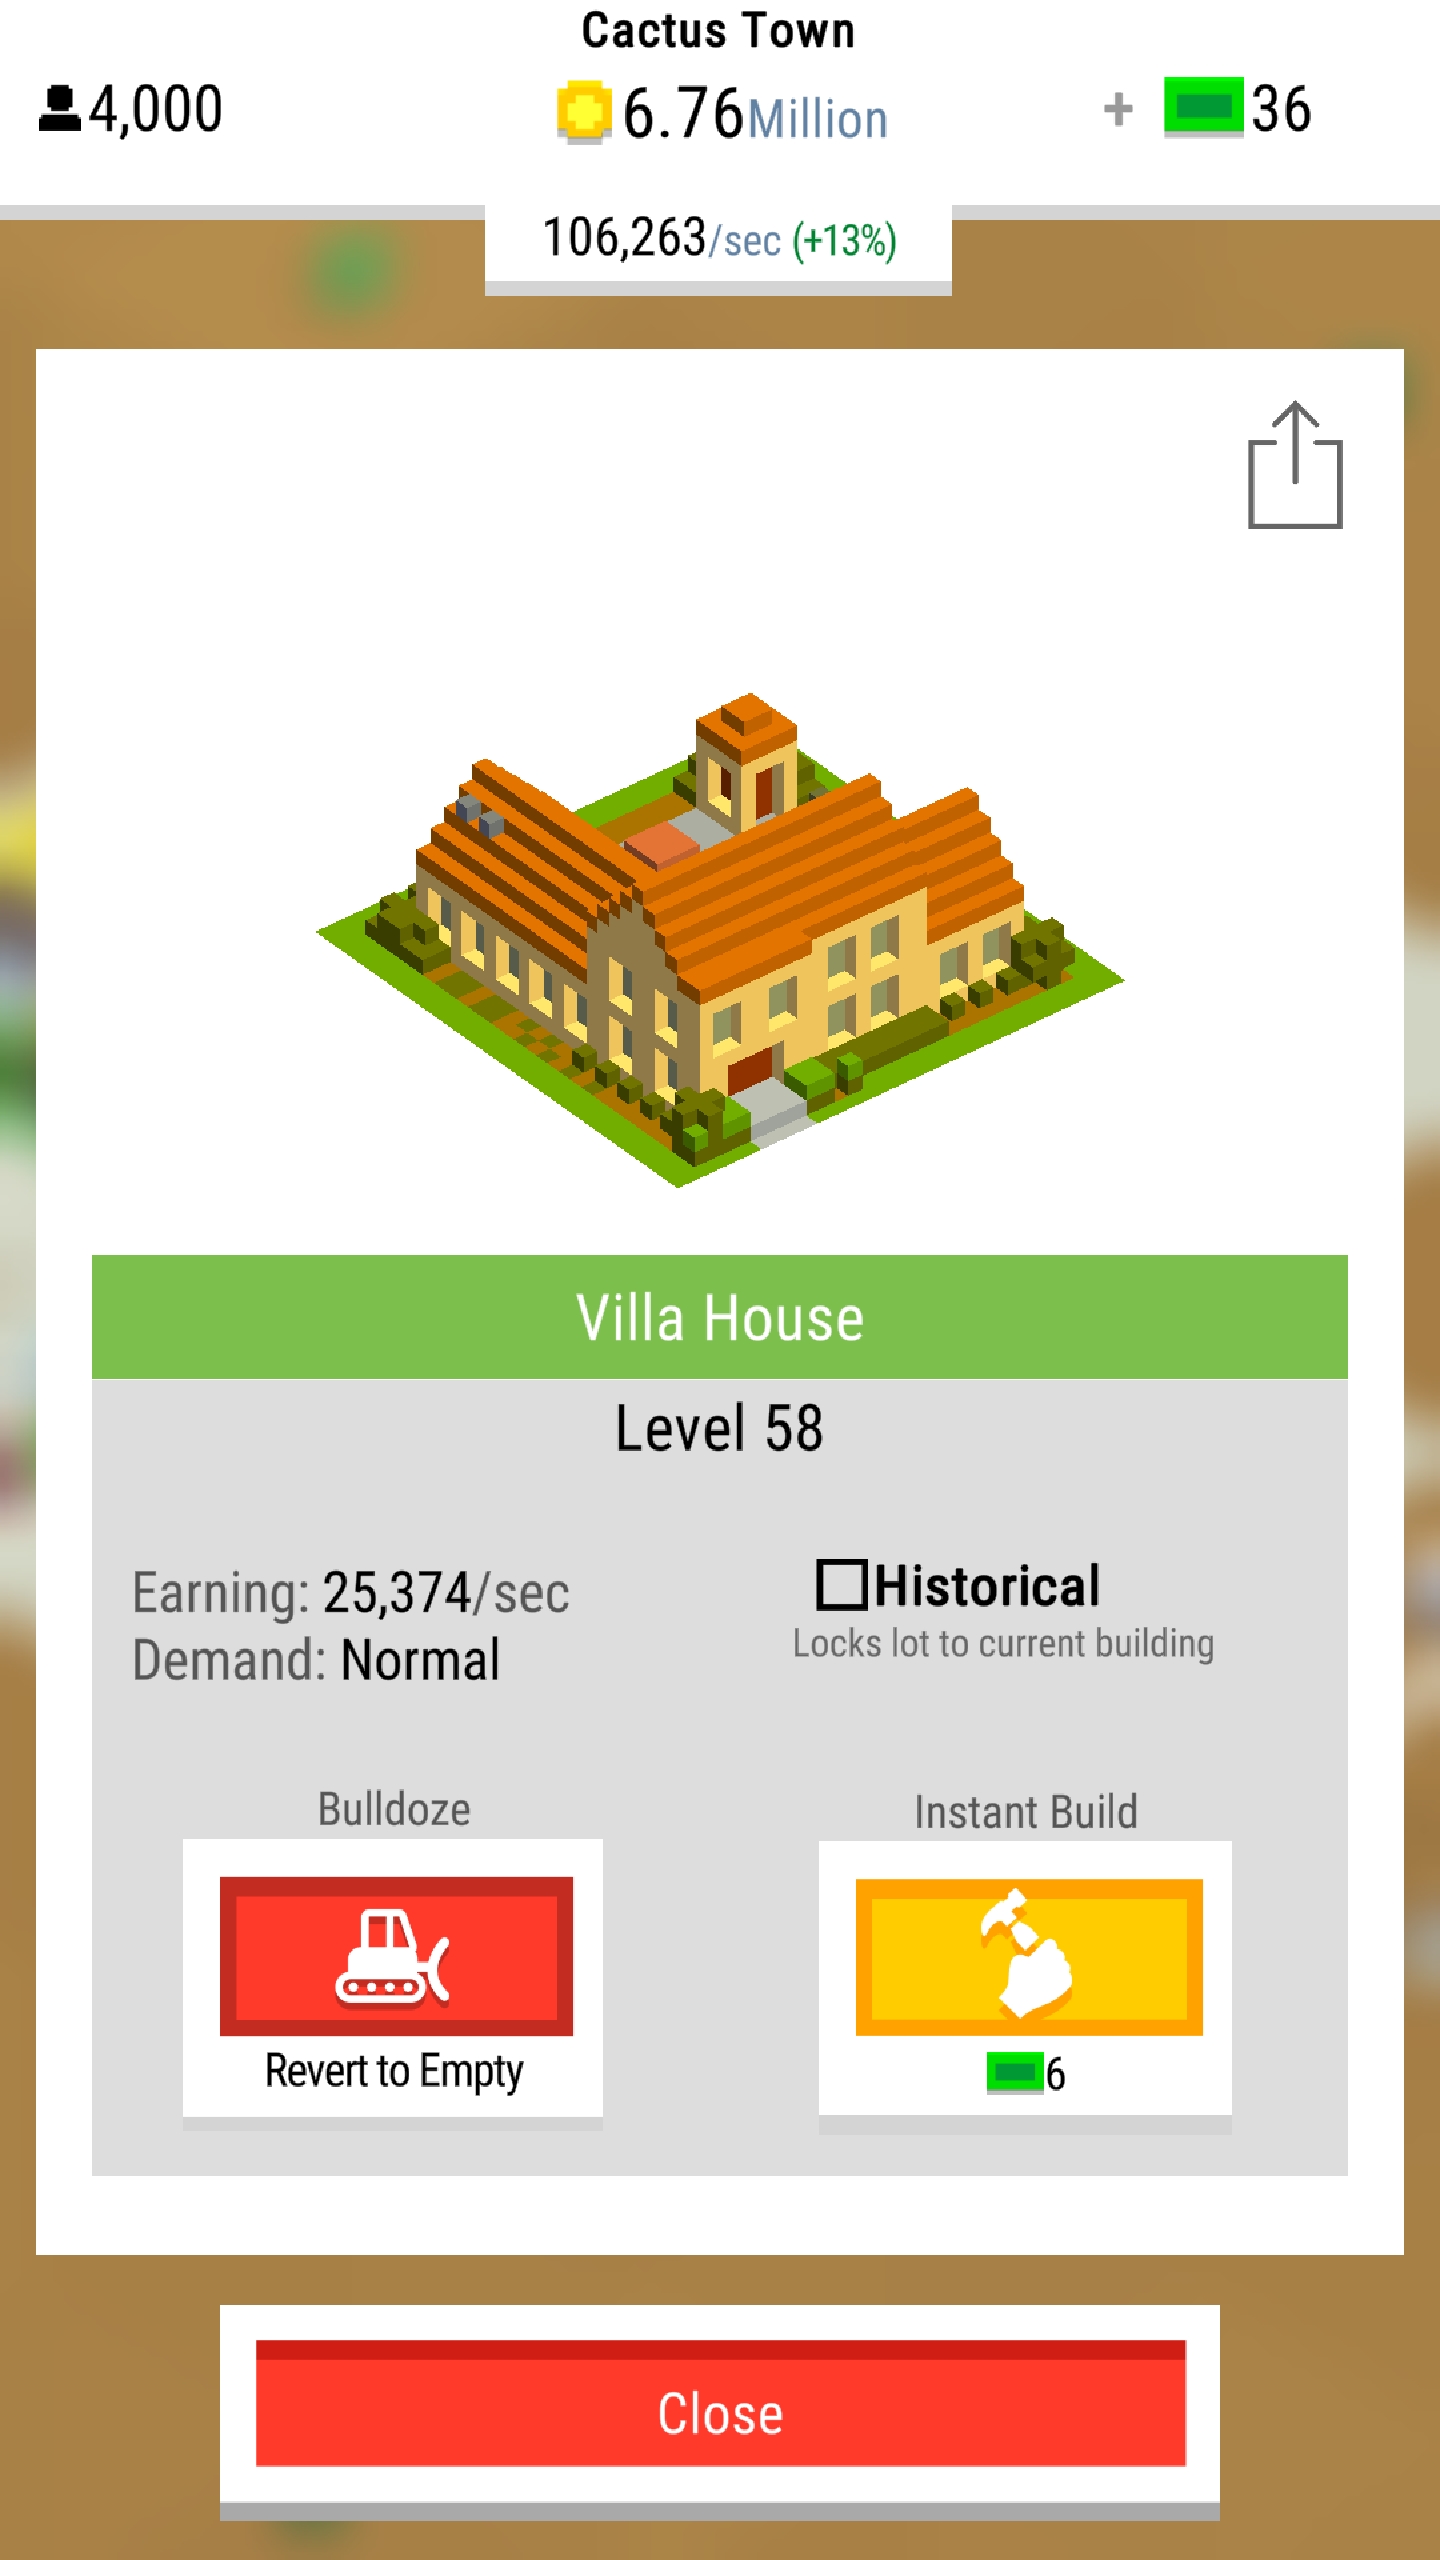 Cactus Town
4,000
6.76Million
+ 36
106,263/sec (+13%)
Villa House
Level 58
Earning: 25,374/sec
Demand: Normal
Historical
Locks lot to current building
Bulldoze
Revert to Empty
Instant Build
6
Close